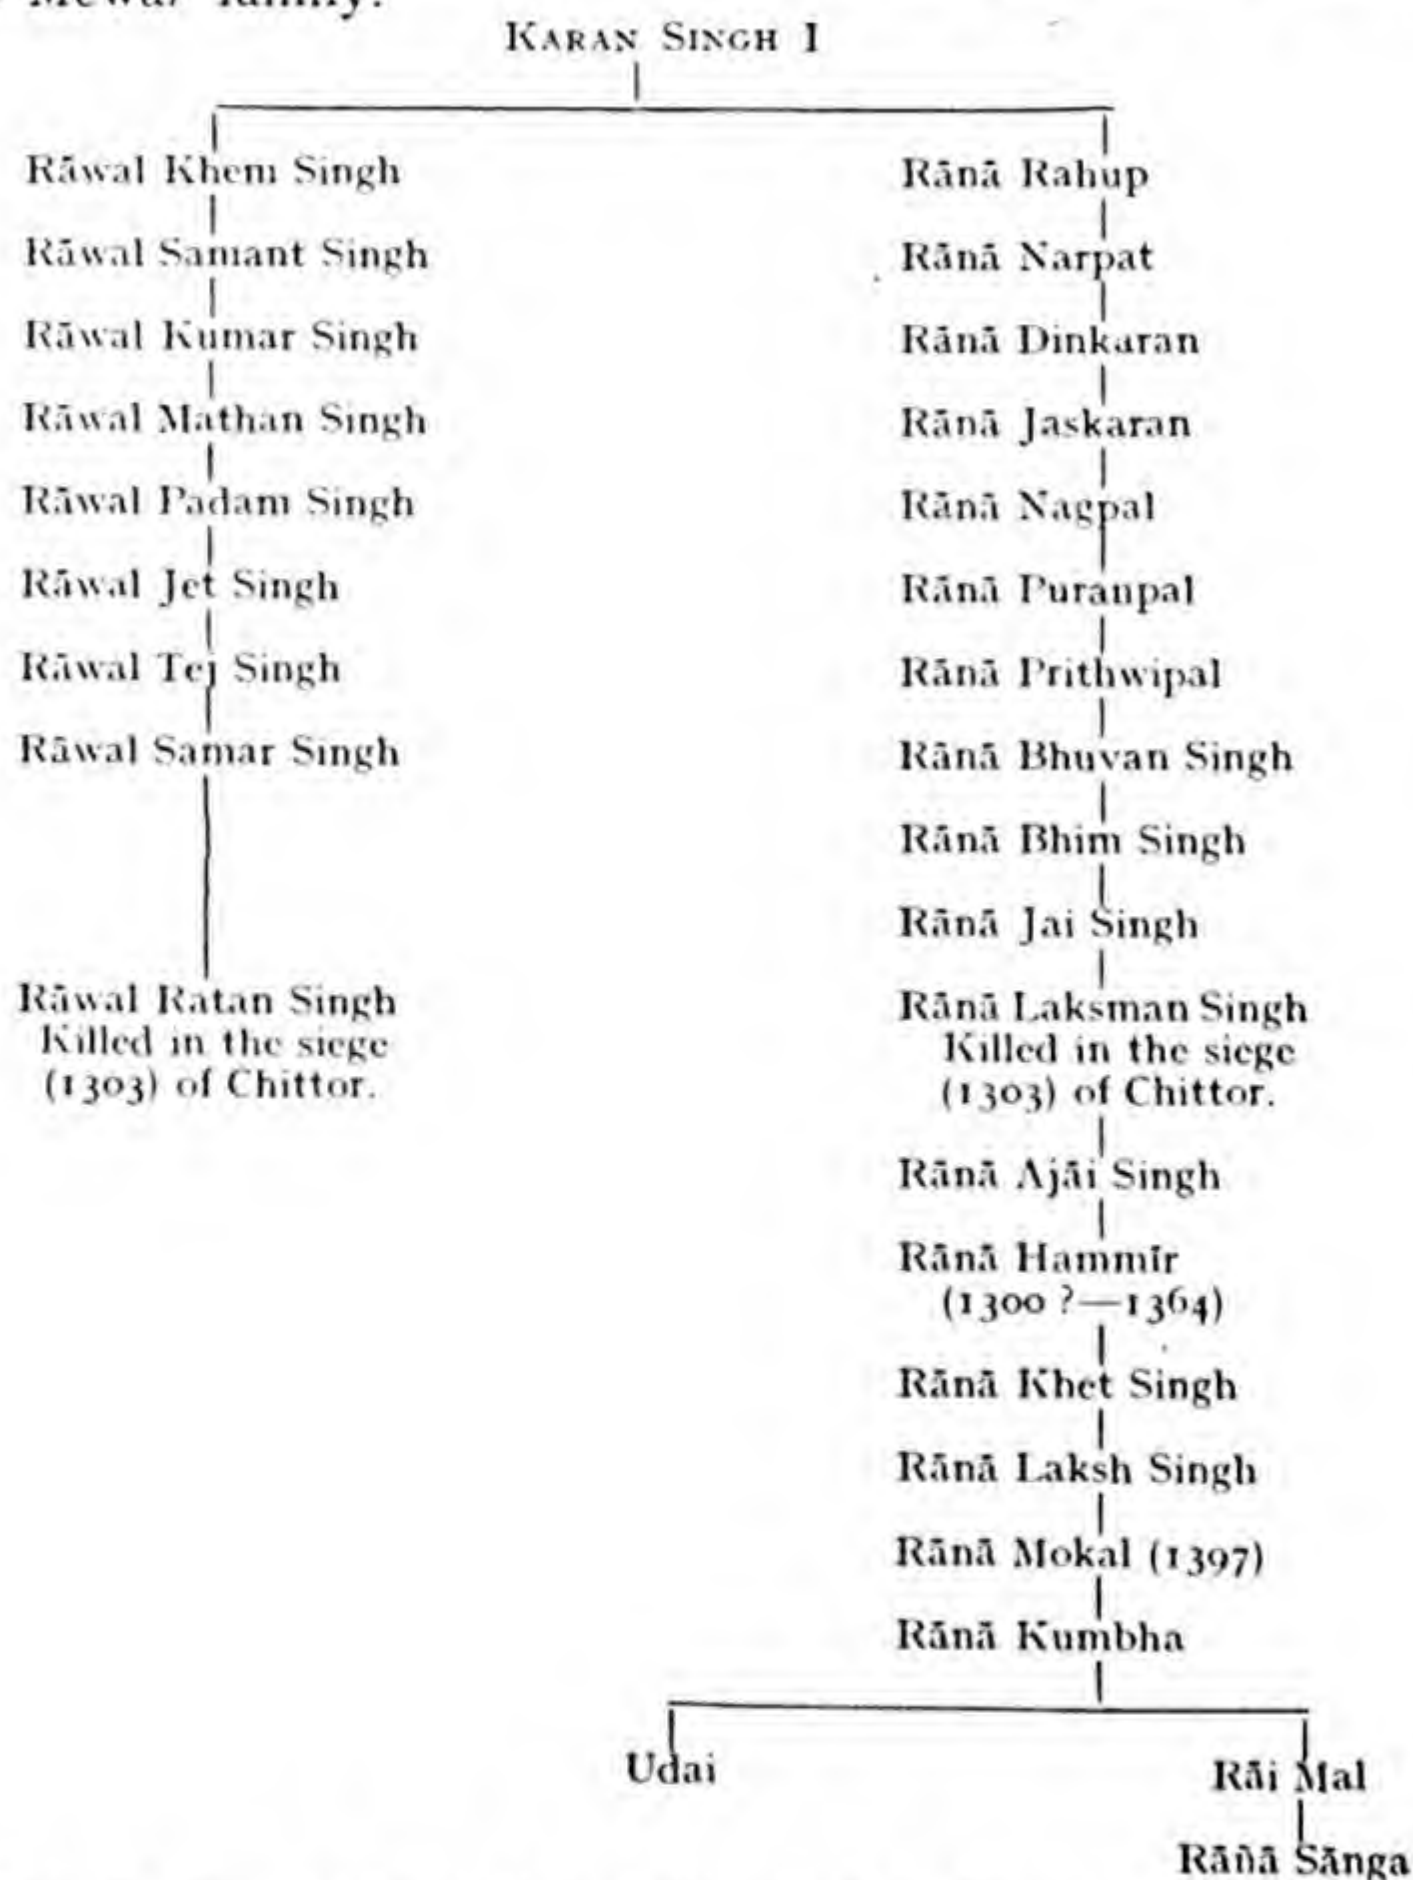 Mewar family.
KARAN SINGH I
Rāwal Khem Singh
Rāwal Samant Singh
Rāwal Kumar Singh
Rāwal Mathan Singh
Rāwal Padam Singh
Rāwal Jet Singh
Rāwal Tej Singh
Rāwal Samar Singh
Rāwal Ratan Singh
Killed in the siege
(1303) of Chittor.
Rānā Rahup
Rānā Narpat
Rānā Dinkaran
Rānā Jaskaran
Rānā Nagpal
Rānā Puranpal
Rānā Prithwipal
Rānā Bhuvan Singh
Rānā Bhim Singh
Rānā Jai Singh
Rānā Laksman Singh
Killed in the siege
(1303) of Chittor.
Rānā Ajāi Singh
Rānā Hammīr
(1300 ?—1364)
Rānā Khet Singh
Rānā Laksh Singh
Rānā Mokal (1397)
Rānā Kumbha
Udai
Rāi Mal
Rāñā Sānga